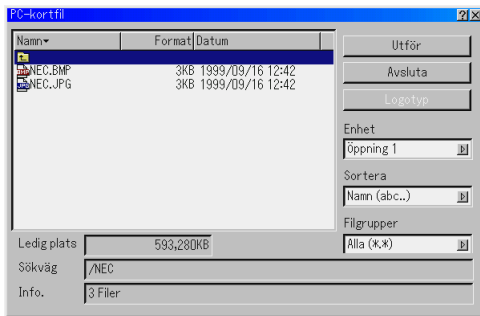 PC-kortfil
Namn Format Datum
NEC.BMP 3KB 1999/09/16 12:42
NEC.JPG 3KB 1999/09/16 12:42
Utför
Avsluta
Logotyp
Enhet
Öppning 1
Sortera
Namn (abc..)
Filgrupper
Alla (*.*)
Ledig plats 593,280KB
Sökväg /NEC
Info. 3 Filer